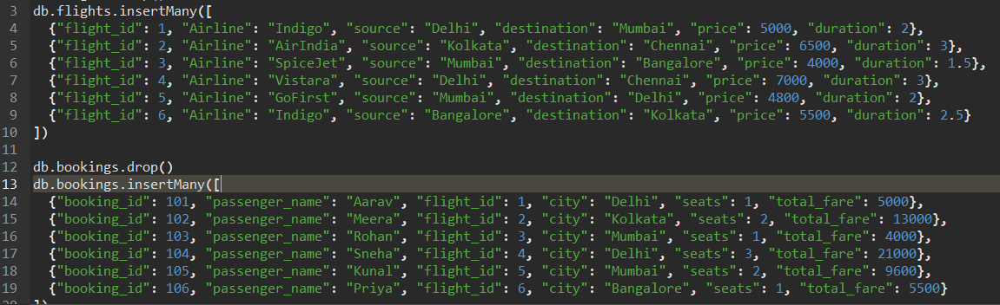 3 db.flights.insertMany([
4 {"flight_id": 1, "Airline": "Indigo", "source": "Delhi", "destination": "Mumbai", "price": 5000, "duration": 2},
5 {"flight_id": 2, "Airline": "AirIndia", "source": "Kolkata", "destination": "Chennai", "price": 6500, "duration": 3},
6 {"flight_id": 3, "Airline": "SpiceJet", "source": "Mumbai", "destination": "Bangalore", "price": 4000, "duration": 1.5},
7 {"flight_id": 4, "Airline": "Vistara", "source": "Delhi", "destination": "Chennai", "price": 7000, "duration": 3},
8 {"flight_id": 5, "Airline": "GoFirst", "source": "Mumbai", "destination": "Delhi", "price": 4800, "duration": 2},
9 {"flight_id": 6, "Airline": "Indigo", "source": "Bangalore", "destination": "Kolkata", "price": 5500, "duration": 2.5}
10 ])
11
12 db.bookings.drop()
13 db.bookings.insertMany([
14 {"booking_id": 101, "passenger_name": "Aarav", "flight_id": 1, "city": "Delhi", "seats": 1, "total_fare": 5000},
15 {"booking_id": 102, "passenger_name": "Meera", "flight_id": 2, "city": "Kolkata", "seats": 2, "total_fare": 13000},
16 {"booking_id": 103, "passenger_name": "Rohan", "flight_id": 3, "city": "Mumbai", "seats": 1, "total_fare": 4000},
17 {"booking_id": 104, "passenger_name": "Sneha", "flight_id": 4, "city": "Delhi", "seats": 3, "total_fare": 21000},
18 {"booking_id": 105, "passenger_name": "Kunal", "flight_id": 5, "city": "Mumbai", "seats": 2, "total_fare": 9600},
19 {"booking_id": 106, "passenger_name": "Priya", "flight_id": 6, "city": "Bangalore", "seats": 1, "total_fare": 5500}